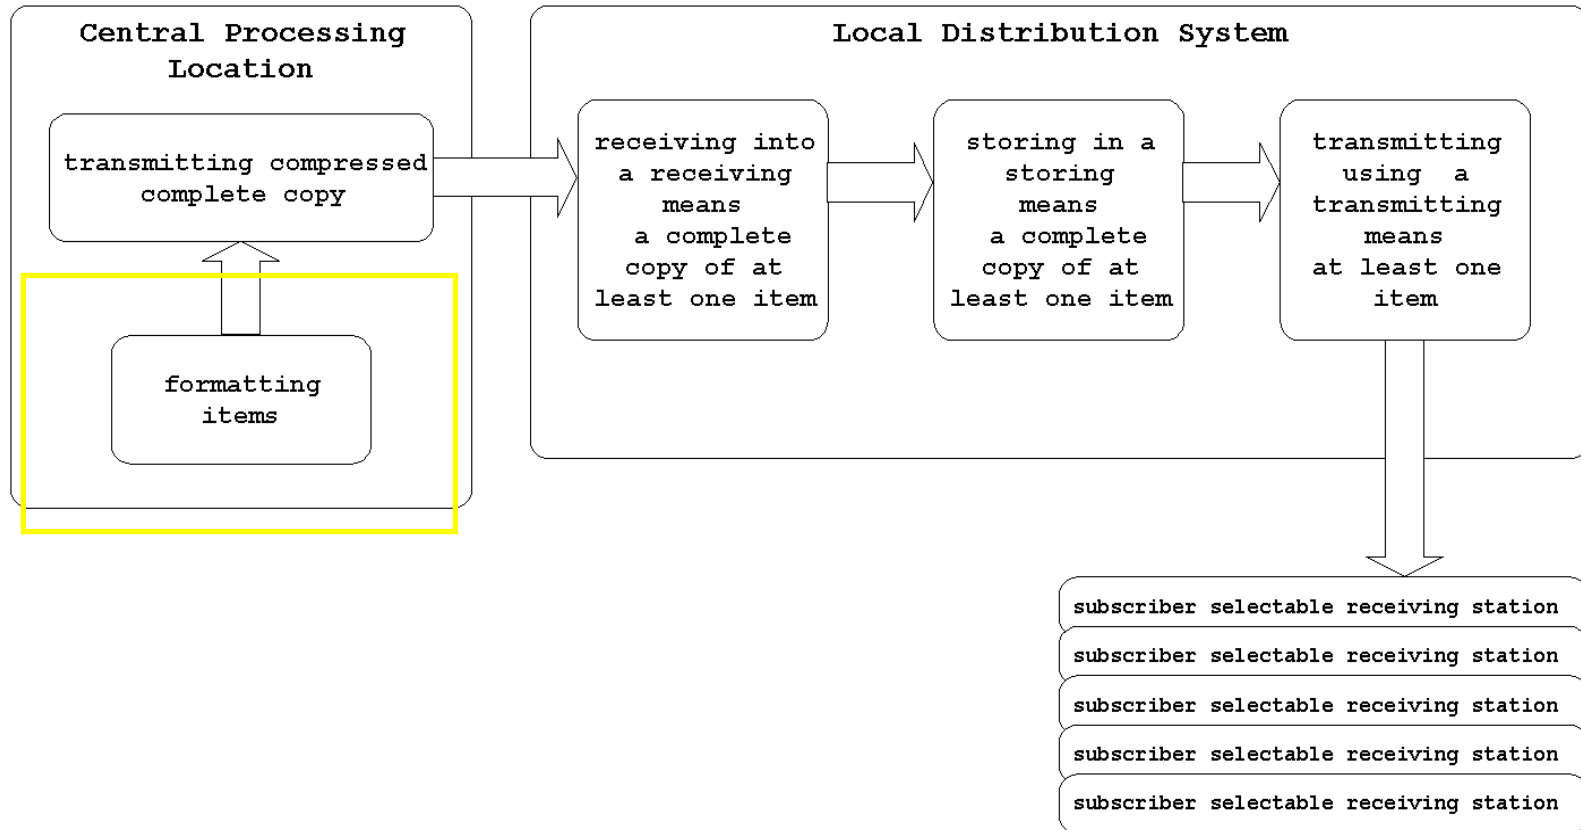 Central Processing
Location
transmitting compressed
complete copy
formatting
items
Local Distribution System
receiving into
a receiving
means
a complete
copy of at
least one item
storing in a
storing
means
a complete
copy of at
least one item
transmitting
using a
transmitting
means
at least one
item
subscriber selectable receiving station
subscriber selectable receiving station
subscriber selectable receiving station
subscriber selectable receiving station
subscriber selectable receiving station